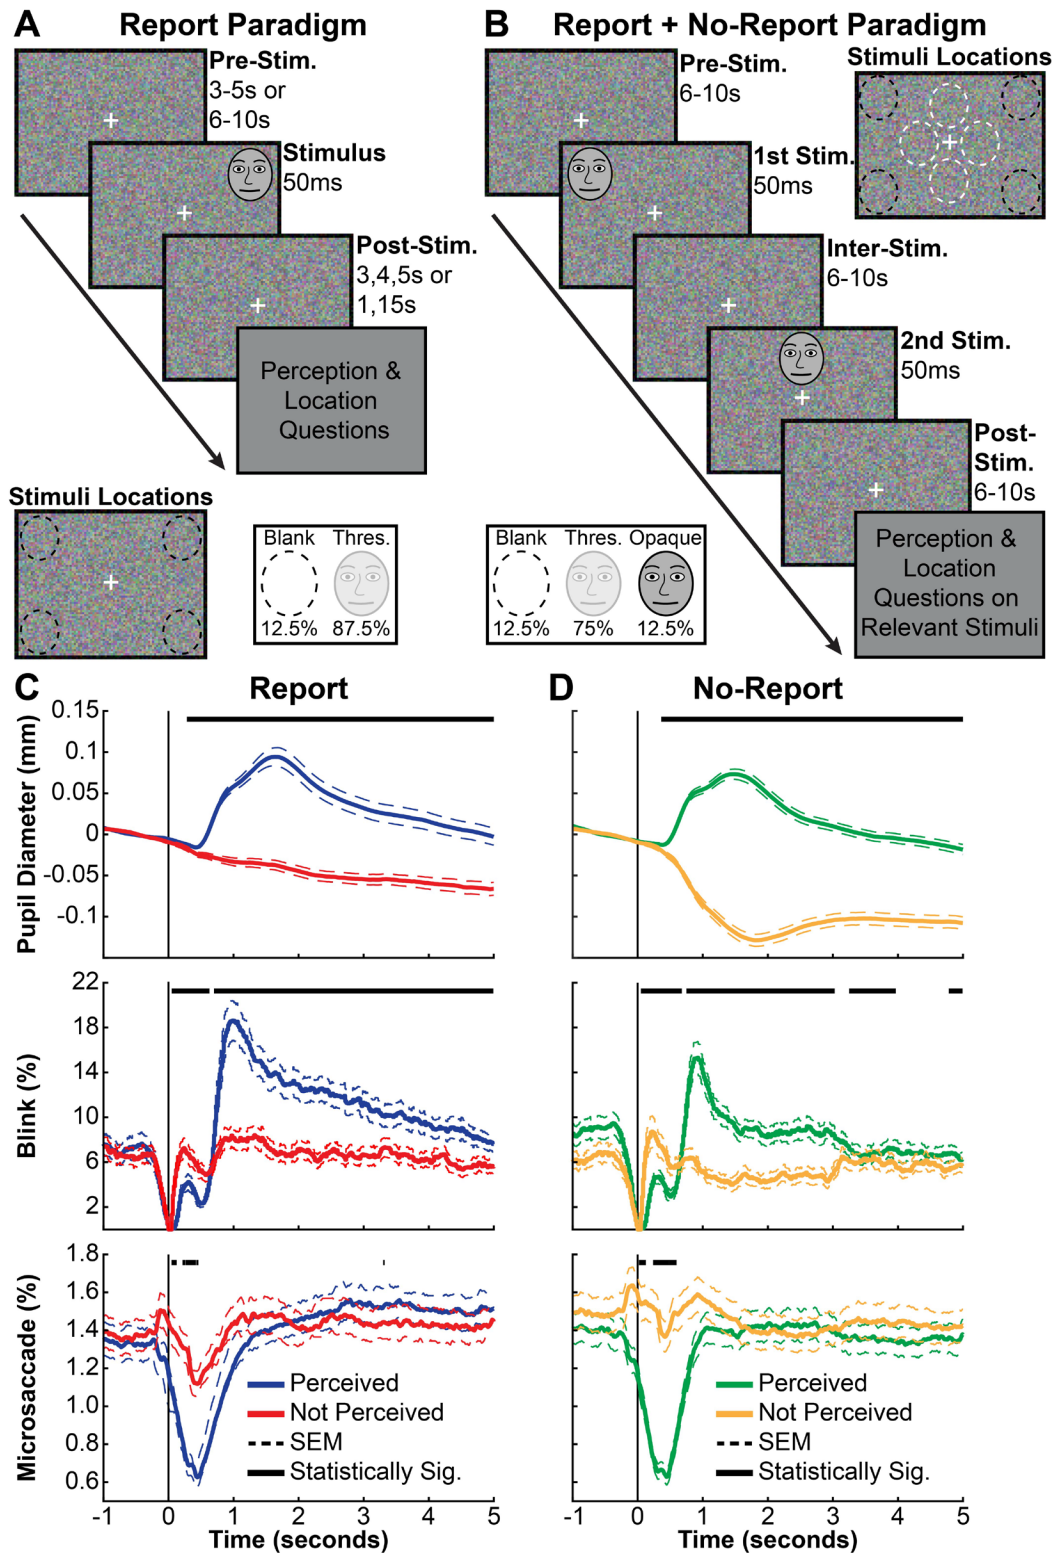 A Report Paradigm
Pre-Stim.
3-5s or
6-10s
Stimulus
50ms
Post-Stim.
3,4,5s or
1,15s
Perception &
Location
Questions
Stimuli Locations
Blank Thres.
12.5% 87.5%
B Report + No-Report Paradigm
Stimuli Locations
Pre-Stim.
6-10s
1st Stim.
50ms
Inter-Stim.
6-10s
2nd Stim.
50ms
Post-
Stim.
6-10s
Perception &
Location
Questions on
Relevant Stimuli
Blank Thres. Opaque
12.5% 75% 12.5%
C Report
Pupil Diameter (mm)
0.15
0.1
0.05
0
-0.05
-0.1
Blink (%)
22
18
14
10
6
2
Microsaccade (%)
1.8
1.6
1.4
1.2
1.0
0.8
0.6
Perceived
Not Perceived
SEM
Statistically Sig.
-1 0 1 2 3 4 5
Time (seconds)
D No-Report
Perceived
Not Perceived
SEM
Statistically Sig.
-1 0 1 2 3 4 5
Time (seconds)